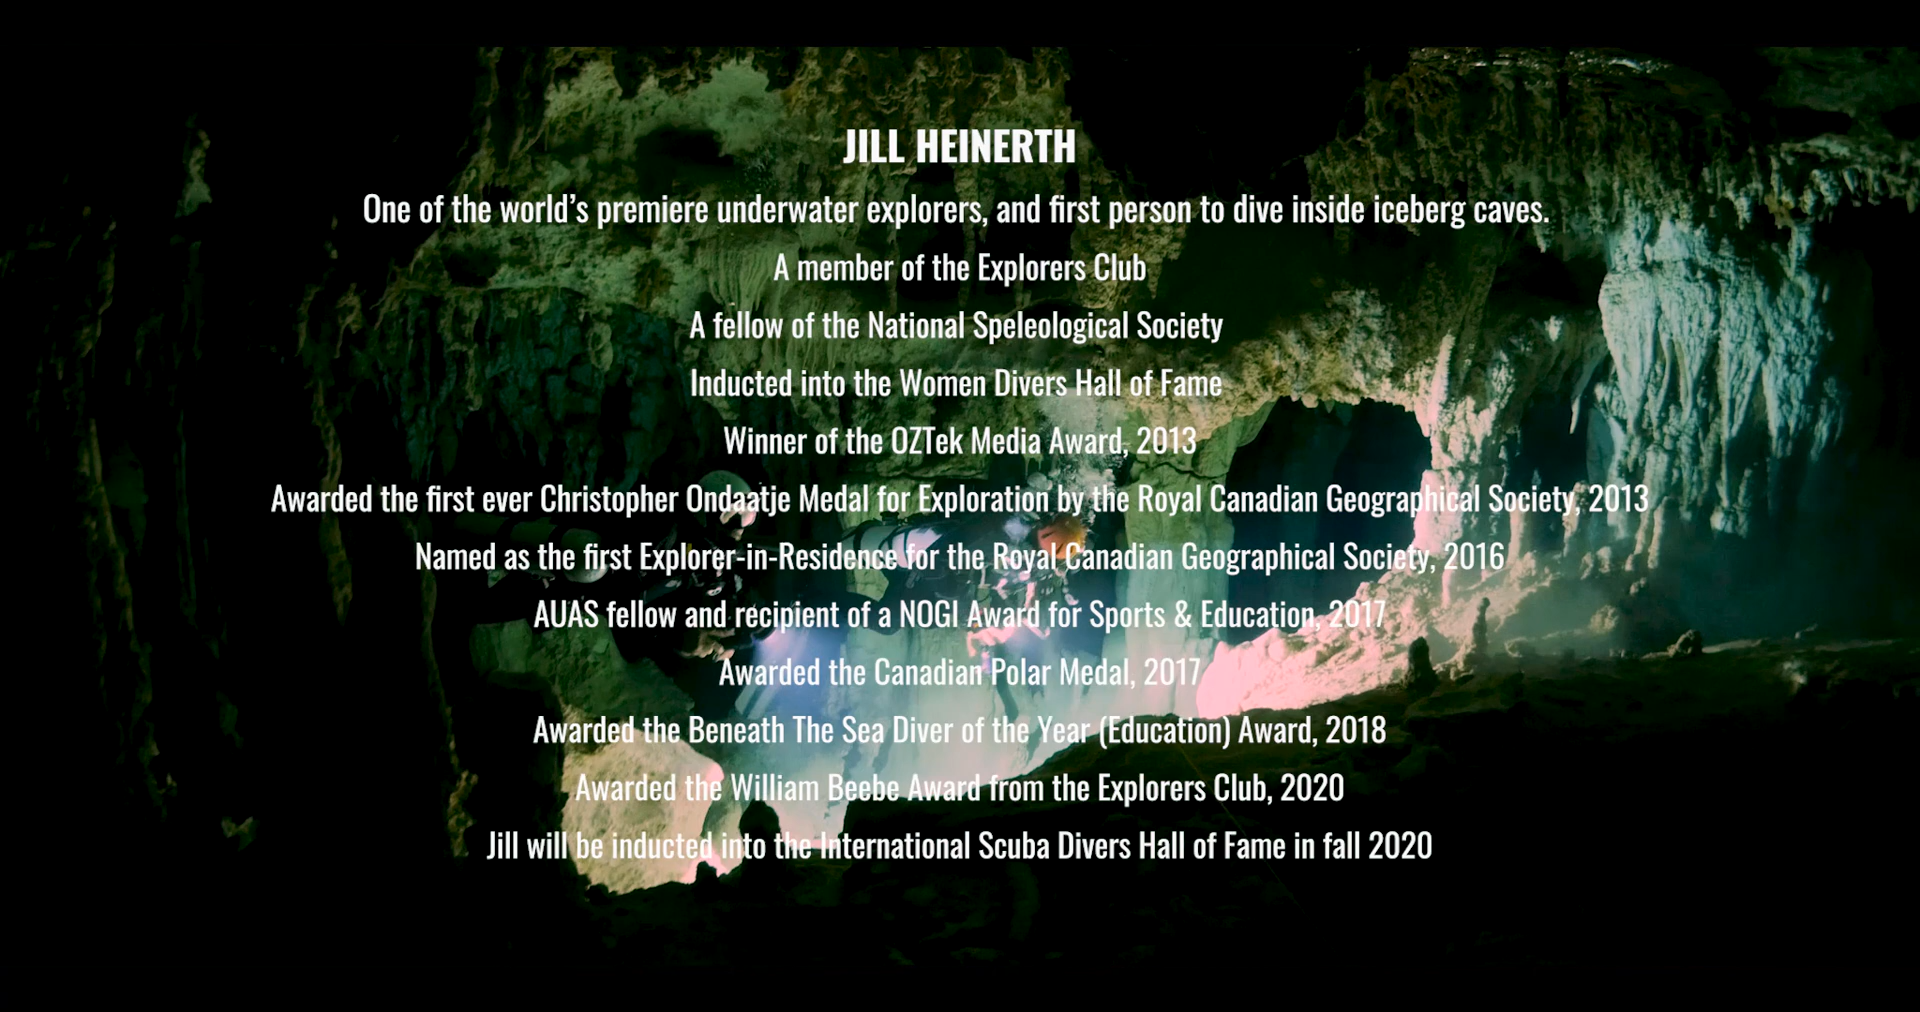 JILL HEINERTH
One of the world’s premiere underwater explorers, and first person to dive inside iceberg caves.
A member of the Explorers Club
A fellow of the National Speleological Society
Inducted into the Women Divers Hall of Fame
Winner of the OZTek Media Award, 2013
Awarded the first ever Christopher Ondaatje Medal for Exploration by the Royal Canadian Geographical Society, 2013
Named as the first Explorer-in-Residence for the Royal Canadian Geographical Society, 2016
AUAS fellow and recipient of a NOGI Award for Sports & Education, 2017
Awarded the Canadian Polar Medal, 2017
Awarded the Beneath The Sea Diver of the Year (Education) Award, 2018
Awarded the William Beebe Award from the Explorers Club, 2020
Jill will be inducted into the International Scuba Divers Hall of Fame in fall 2020